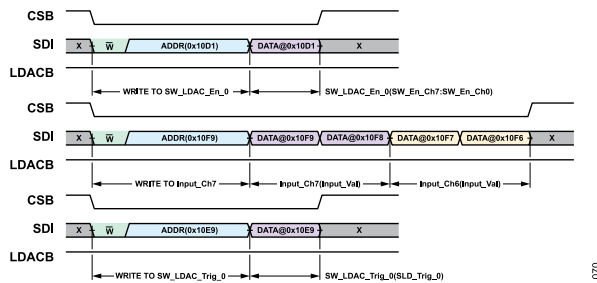 CSB
SDI X W ADDR(0x10D1) DATA@0x10D1 X
LDACB
WRITE TO SW_LDAC_En_0 SW_LDAC_En_0(SW_En_Ch7:SW_En_Ch0)
CSB
SDI X W ADDR(0x10F9) DATA@0x10F9 DATA@0x10F8 DATA@0x10F7 DATA@0x10F6 X
LDACB
WRITE TO Input_Ch7 Input_Ch7(Input_Val) Input_Ch6(Input_Val)
CSB
SDI X W ADDR(0x10E9) DATA@0x10E9 X
LDACB
WRITE TO SW_LDAC_Trig_0 SW_LDAC_Trig_0(SLD_Trig_0)
070